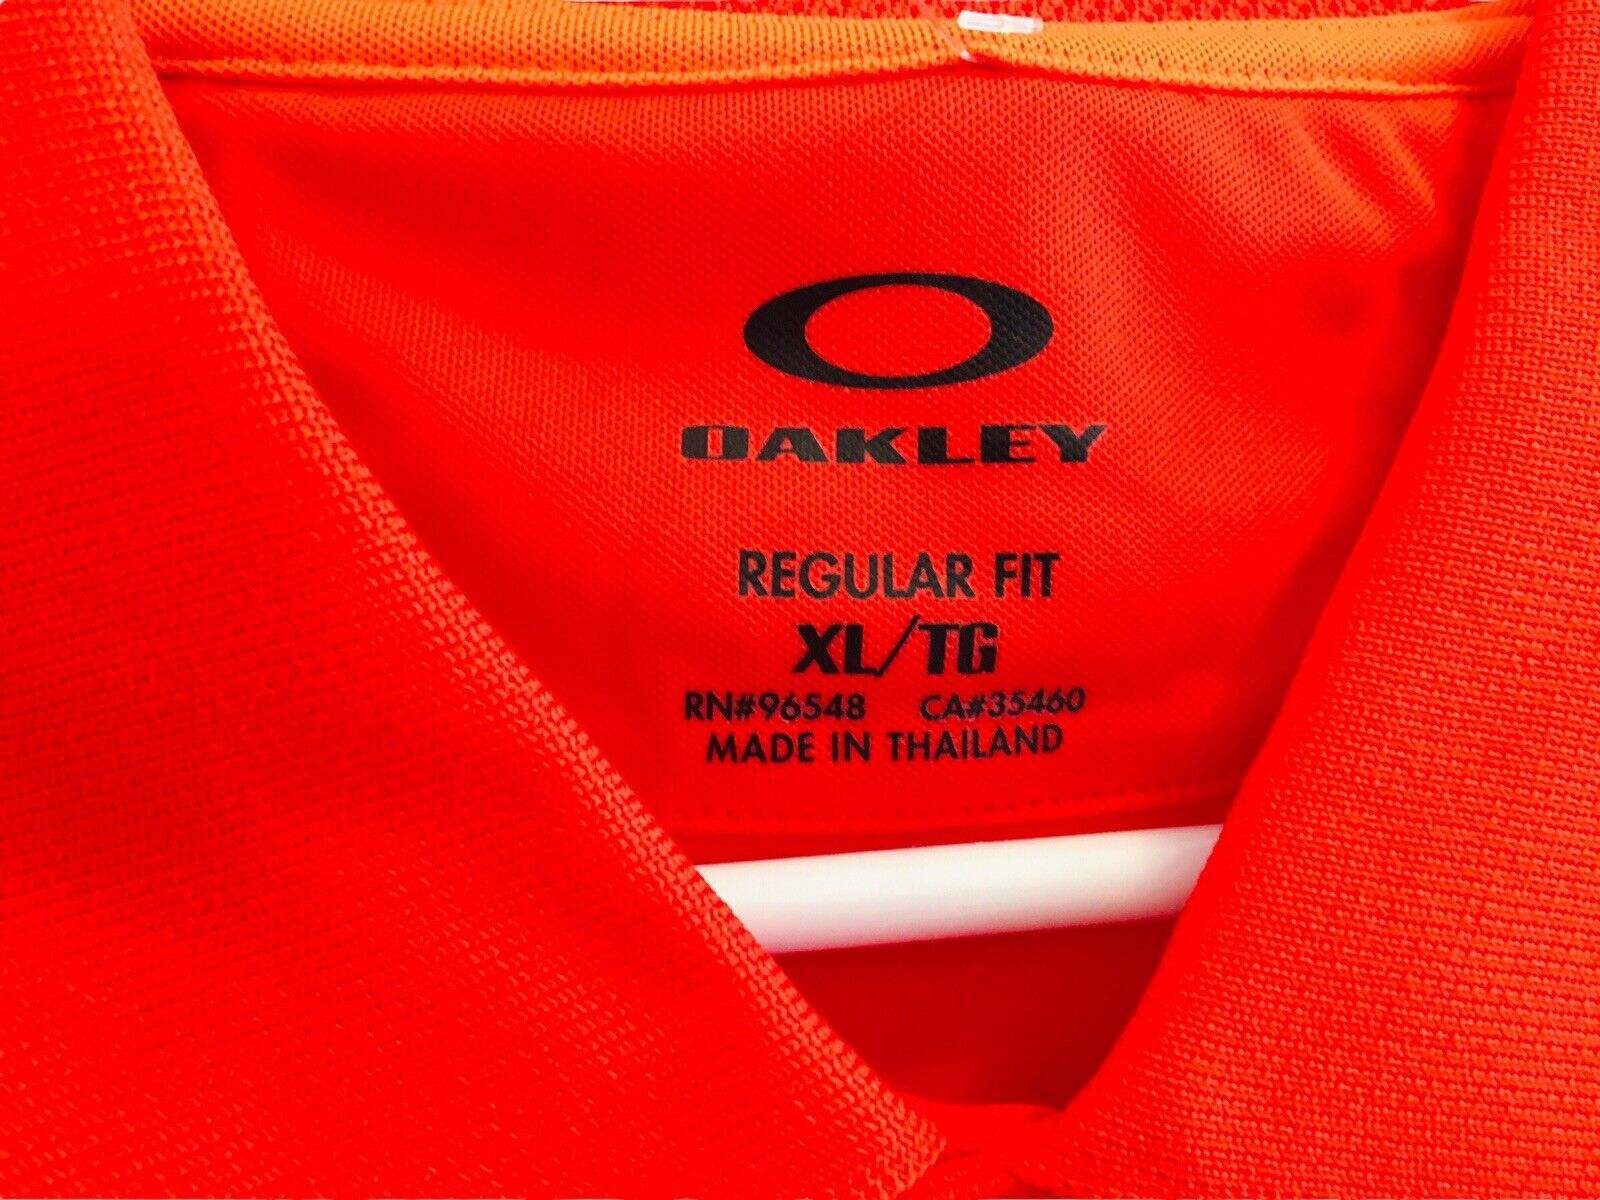 OAKLEY
REGULAR FIT
XL/TG
RN#96548 CA#35460
MADE IN THAILAND